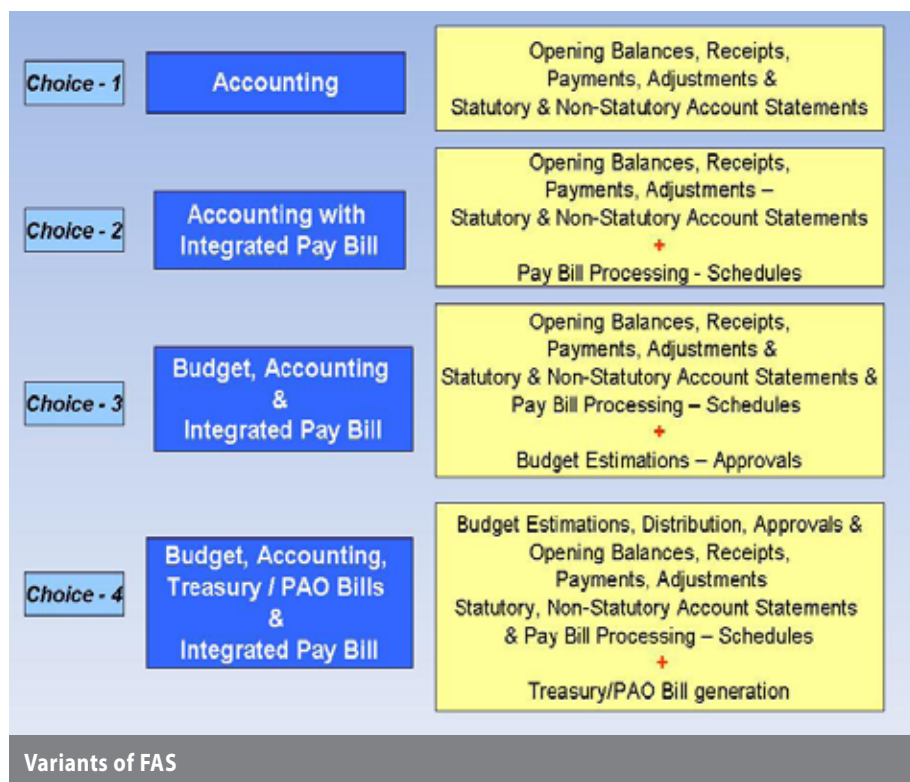 Choice - 1
Accounting
Opening Balances, Receipts,
Payments, Adjustments &
Statutory & Non-Statutory Account Statements
Choice - 2
Accounting with
Integrated Pay Bill
Opening Balances, Receipts,
Payments, Adjustments –
Statutory & Non-Statutory Account Statements
+
Pay Bill Processing - Schedules
Choice - 3
Budget, Accounting
&
Integrated Pay Bill
Opening Balances, Receipts,
Payments, Adjustments &
Statutory & Non-Statutory Account Statements &
Pay Bill Processing – Schedules
+
Budget Estimations – Approvals
Choice - 4
Budget, Accounting,
Treasury / PAO Bills
&
Integrated Pay Bill
Budget Estimations, Distribution, Approvals &
Opening Balances, Receipts,
Payments, Adjustments
Statutory, Non-Statutory Account Statements
& Pay Bill Processing – Schedules
+
Treasury/PAO Bill generation
Variants of FAS